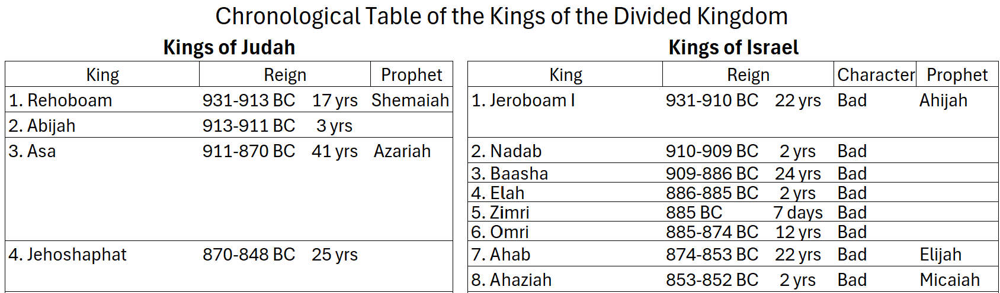 Chronological Table of the Kings of the Divided Kingdom
Kings of Judah
King Reign Prophet
1. Rehoboam 931-913 BC 17 yrs Shemaiah
2. Abijah 913-911 BC 3 yrs
3. Asa 911-870 BC 41 yrs Azariah
4. Jehoshaphat 870-848 BC 25 yrs
Kings of Israel
King Reign Character Prophet
1. Jeroboam I 931-910 BC 22 yrs Bad Ahijah
2. Nadab 910-909 BC 2 yrs Bad
3. Baasha 909-886 BC 24 yrs Bad
4. Elah 886-885 BC 2 yrs Bad
5. Zimri 885 BC 7 days Bad
6. Omri 885-874 BC 12 yrs Bad
7. Ahab 874-853 BC 22 yrs Bad Elijah
8. Ahaziah 853-852 BC 2 yrs Bad Micaiah